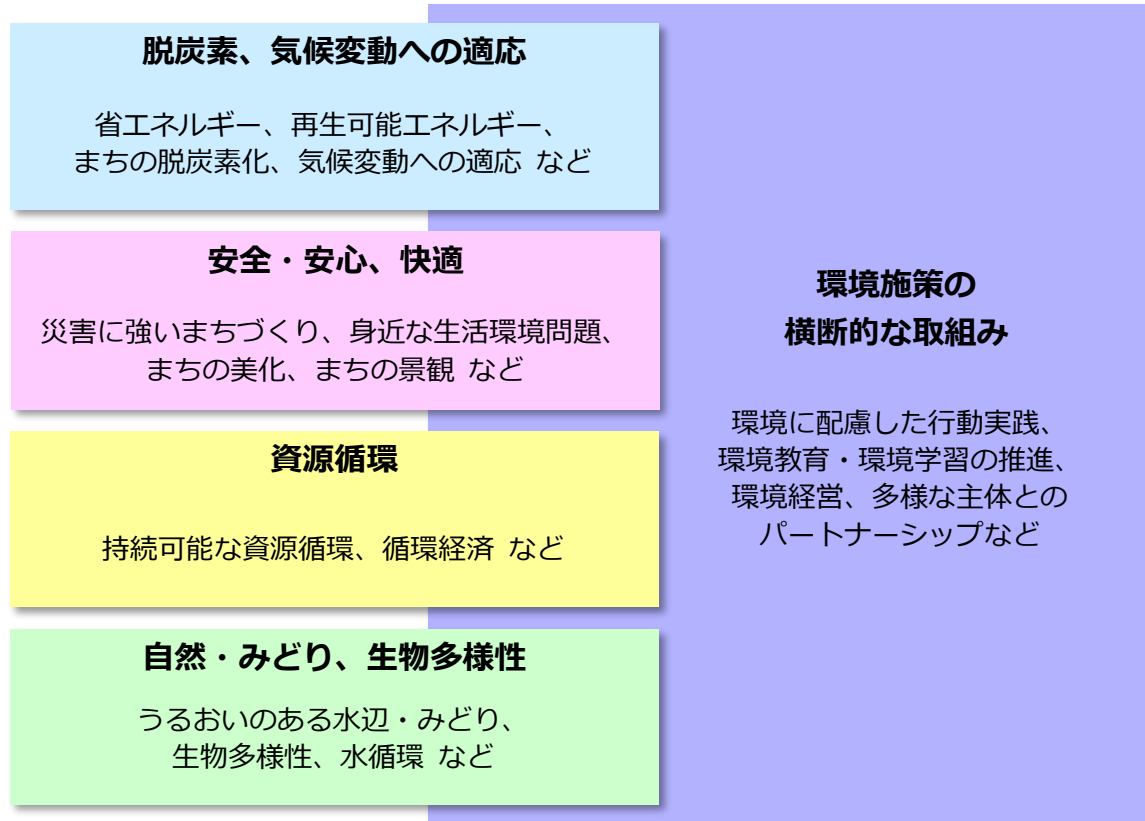 脱炭素、気候変動への適応
省エネルギー、再生可能エネルギー、
まちの脱炭素化、気候変動への適応 など
安全・安心、快適
災害に強いまちづくり、身近な生活環境問題、
まちの美化、まちの景観 など
資源循環
持続可能な資源循環、循環経済 など
自然・みどり、生物多様性
うるおいのある水辺・みどり、
生物多様性、水循環 など
環境施策の
横断的な取組み
環境に配慮した行動実践、
環境教育・環境学習の推進、
環境経営、多様な主体との
パートナーシップなど